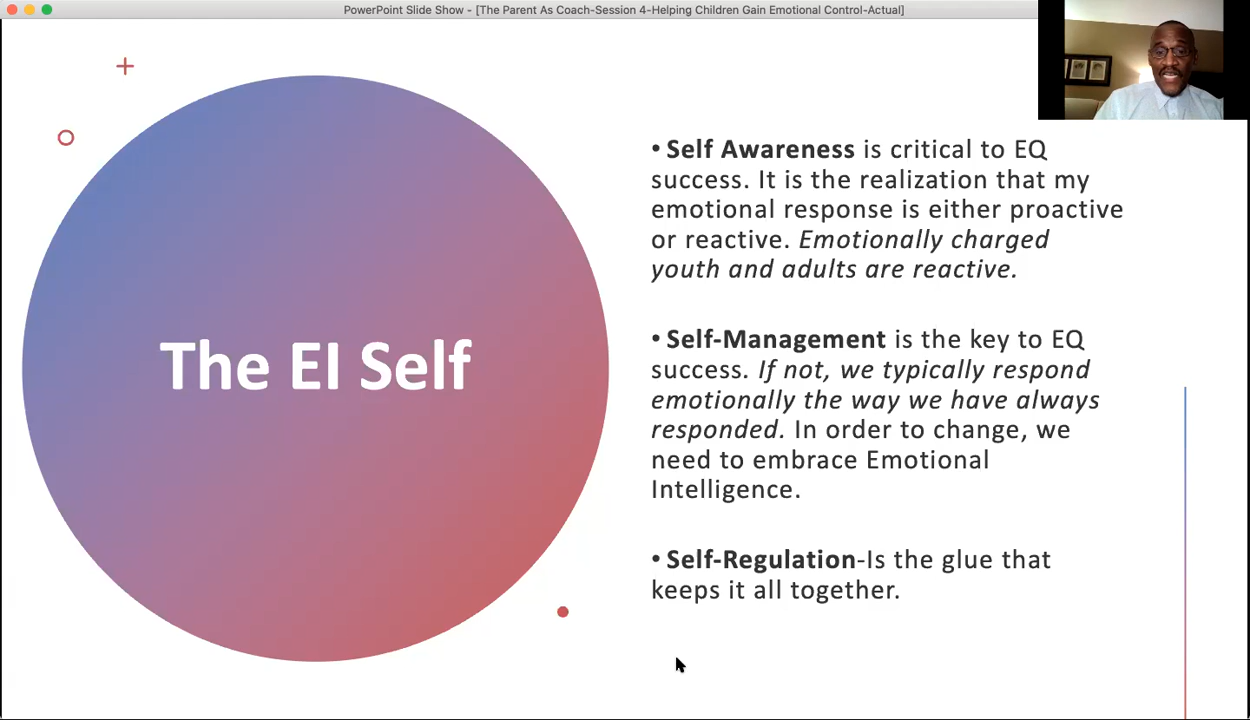 PowerPoint Slide Show - [The Parent As Coach-Session 4-Helping Children Gain Emotional Control-Actual]
The EI Self
• Self Awareness is critical to EQ
success. It is the realization that my
emotional response is either proactive
or reactive. Emotionally charged
youth and adults are reactive.
• Self-Management is the key to EQ
success. If not, we typically respond
emotionally the way we have always
responded. In order to change, we
need to embrace Emotional
Intelligence.
• Self-Regulation-Is the glue that
keeps it all together.